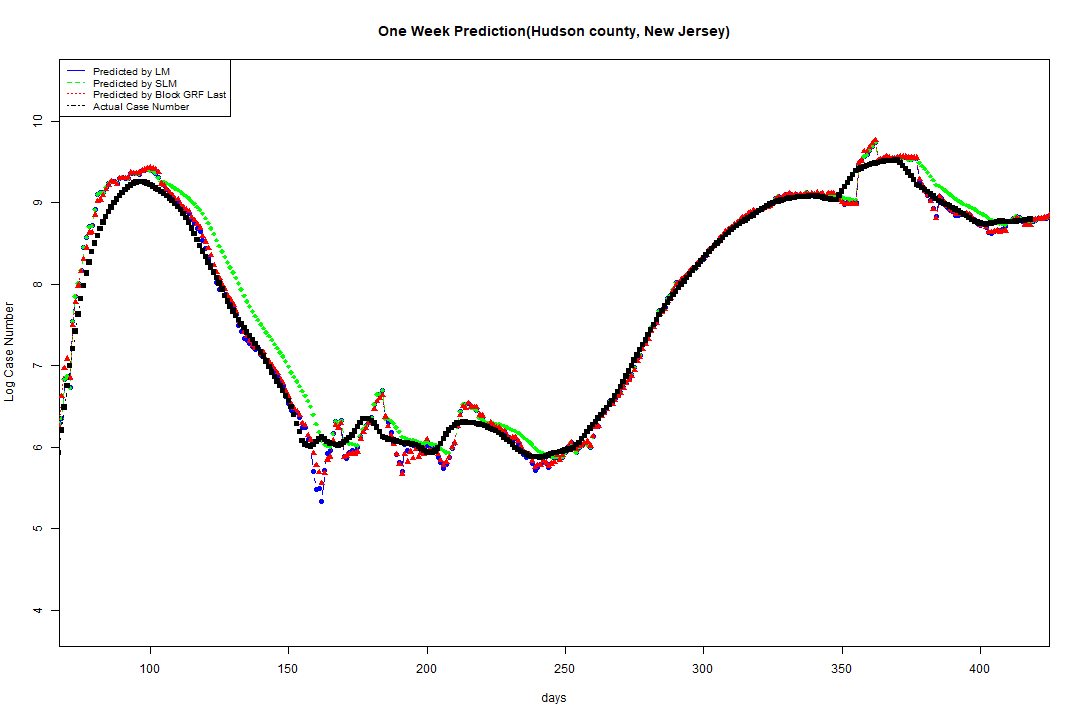 One Week Prediction(Hudson county, New Jersey)
Predicted by LM
Predicted by SLM
Predicted by Block GRF Last
Actual Case Number
Log Case Number
10
9
8
7
6
5
4
100 150 200 250 300 350 400
days